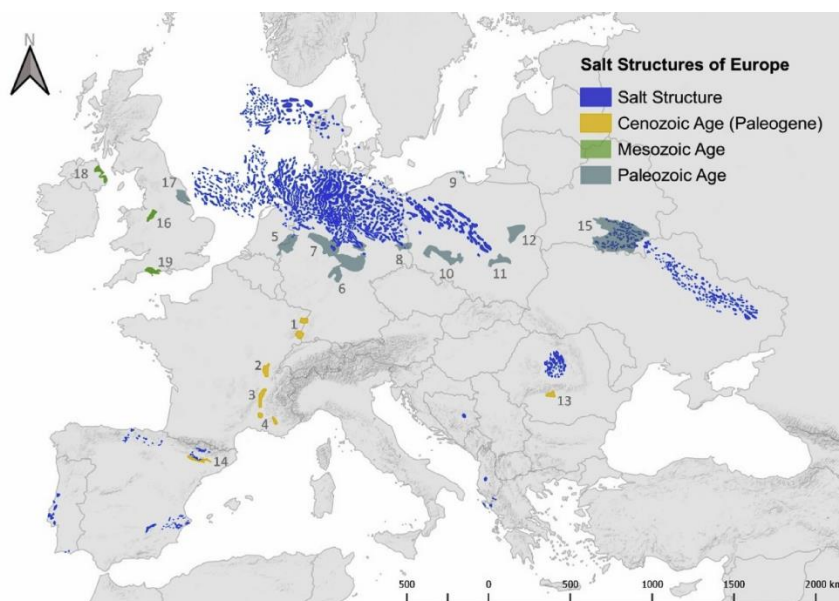 N
Salt Structures of Europe
Salt Structure
Cenozoic Age (Paleogene)
Mesozoic Age
Paleozoic Age
18
17
16
19
9
5
7
8
12
10
11
6
15
1
2
3
4
13
14
500 0 500 1000 1500 2000 km